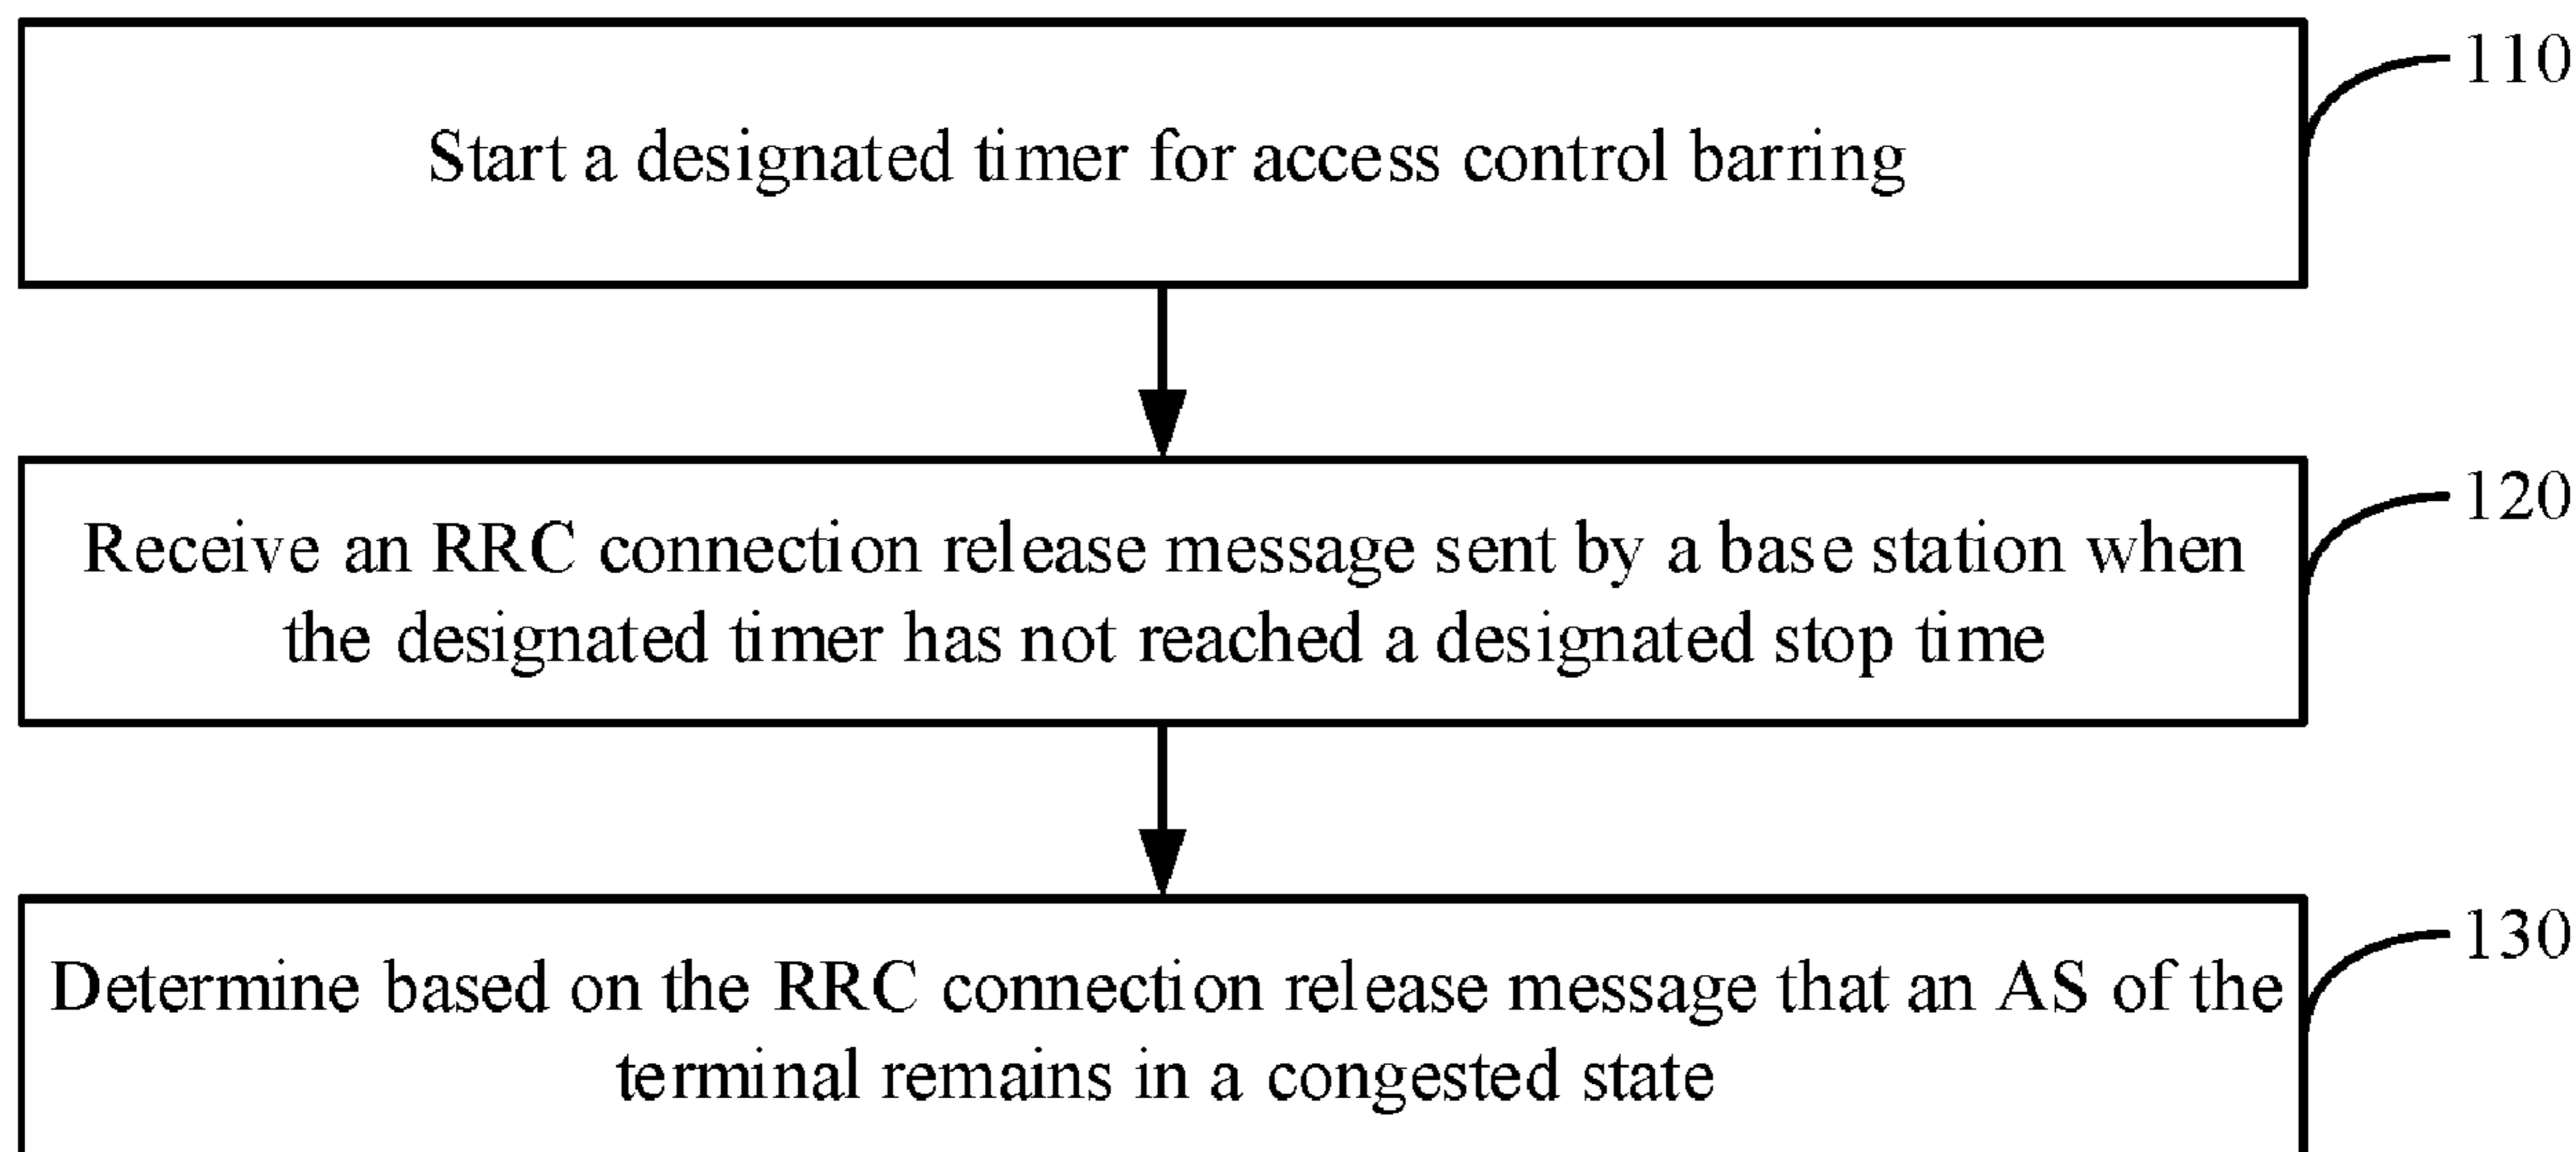 110
Start a designated timer for access control barring
120
Receive an RRC connection release message sent by a base station when
the designated timer has not reached a designated stop time
130
Determine based on the RRC connection release message that an AS of the
terminal remains in a congested state